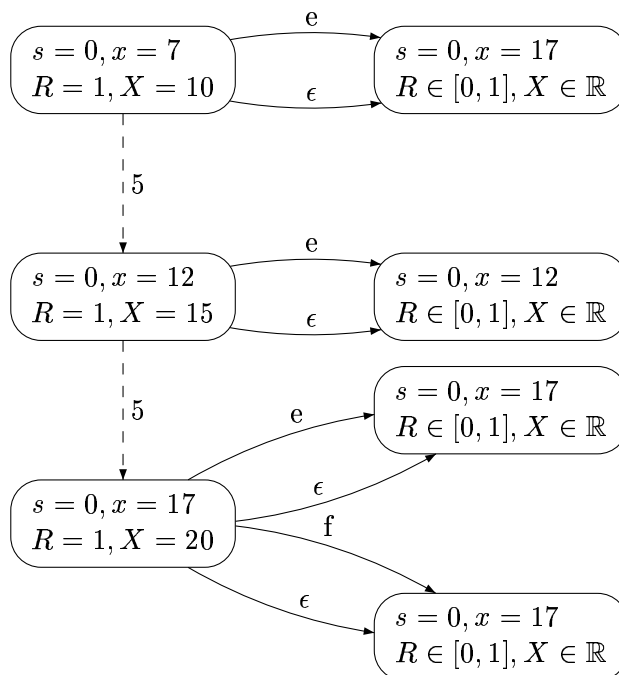 e
s = 0, x = 7
R = 1, X = 10
s = 0, x = 17
R ∈ [0, 1], X ∈ ℝ
ϵ
5
e
s = 0, x = 12
R = 1, X = 15
s = 0, x = 12
R ∈ [0, 1], X ∈ ℝ
ϵ
s = 0, x = 17
R ∈ [0, 1], X ∈ ℝ
5
e
ϵ
s = 0, x = 17
R = 1, X = 20
f
ϵ
s = 0, x = 17
R ∈ [0, 1], X ∈ ℝ